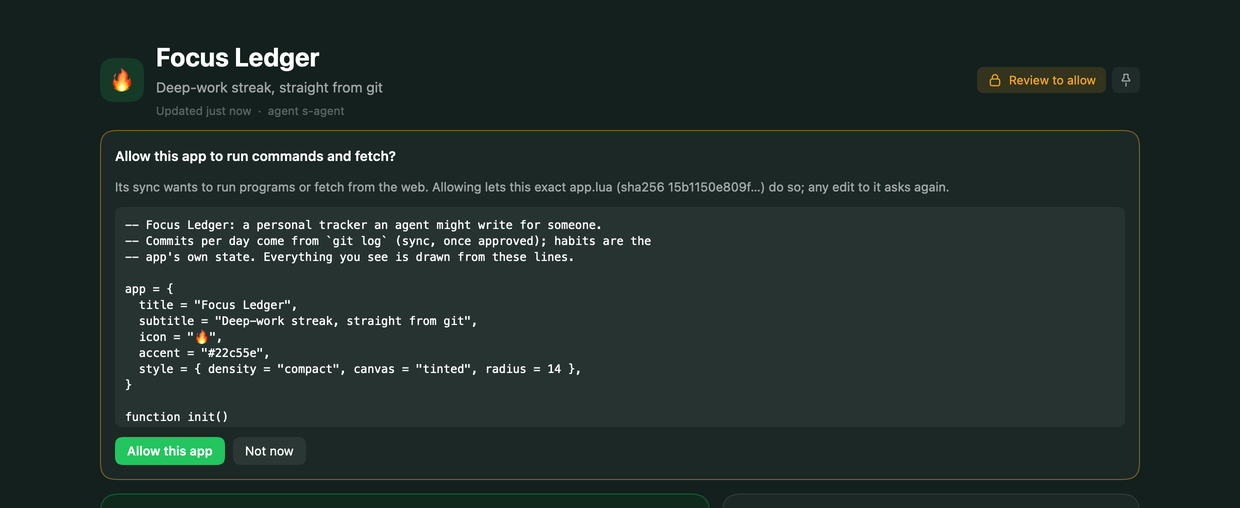 Focus Ledger
Deep-work streak, straight from git
Updated just now · agent s-agent
Review to allow
Allow this app to run commands and fetch?
Its sync wants to run programs or fetch from the web. Allowing lets this exact app.lua (sha256 15b1150e809f…) do so; any edit to it asks again.
-- Focus Ledger: a personal tracker an agent might write for someone.
-- Commits per day come from `git log` (sync, once approved); habits are the
-- app's own state. Everything you see is drawn from these lines.
app = {
  title = "Focus Ledger",
  subtitle = "Deep-work streak, straight from git",
  icon = "🔥",
  accent = "#22c55e",
  style = { density = "compact", canvas = "tinted", radius = 14 },
}
function init()
Allow this app
Not now